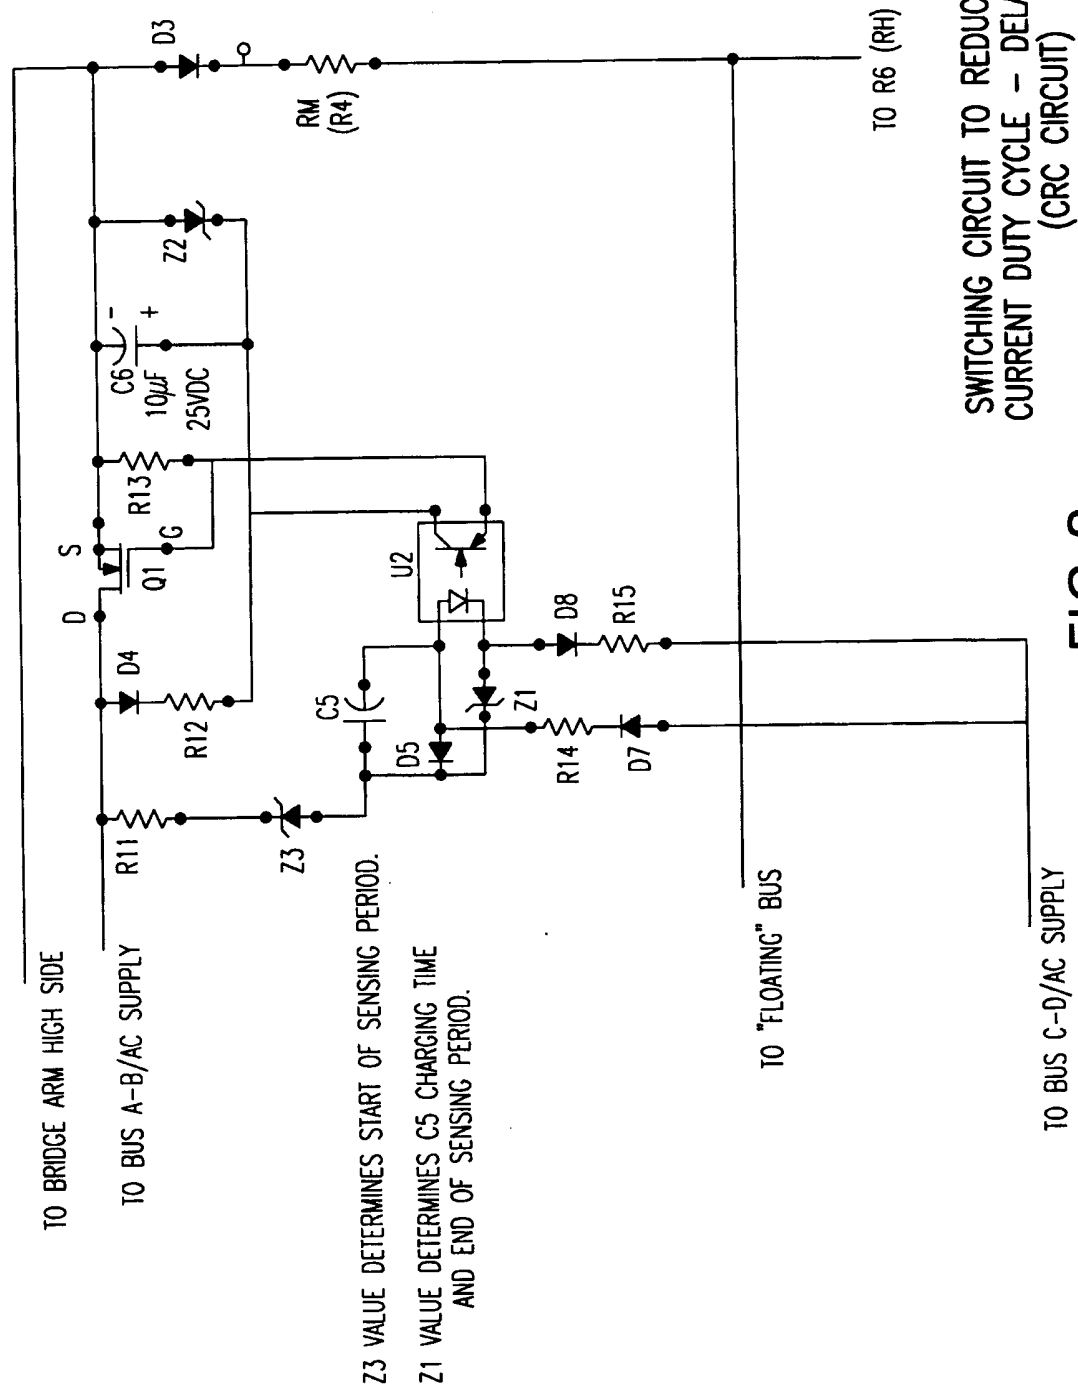 TO BRIDGE ARM HIGH SIDE
TO BUS A-B/AC SUPPLY
D3
RM
(R4)
Z2
C6
-
+
10µF
25VDC
R13
S
G
D
Q1
D4
R12
R11
Z3
C5
U2
D5
Z1
D8
R15
R14
D7
TO R6 (RH)
Z3 VALUE DETERMINES START OF SENSING PERIOD.
Z1 VALUE DETERMINES C5 CHARGING TIME
AND END OF SENSING PERIOD.
TO "FLOATING" BUS
TO BUS C-D/AC SUPPLY
SWITCHING CIRCUIT TO REDUC
CURRENT DUTY CYCLE - DELA
(CRC CIRCUIT)